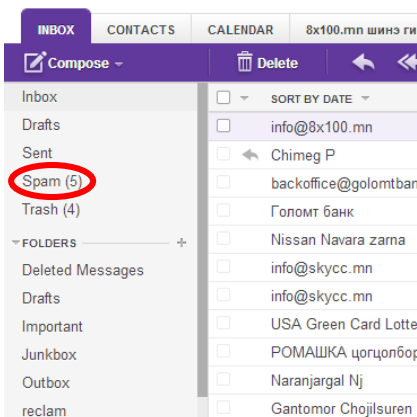 INBOX CONTACTS CALENDAR 8x100.mn шинэ ги
Compose Delete
Inbox
Drafts
Sent
Spam (5)
Trash (4)
FOLDERS +
Deleted Messages
Drafts
Important
Junkbox
Outbox
reclam
SORT BY DATE
info@8x100.mn
Chimeg P
backoffice@golomtban
Голомт банк
Nissan Navara zarna
info@skycc.mn
info@skycc.mn
USA Green Card Lotte
РОМАШКА цогцолбор
Naranjargal Nj
Gantomor Chojilsuren